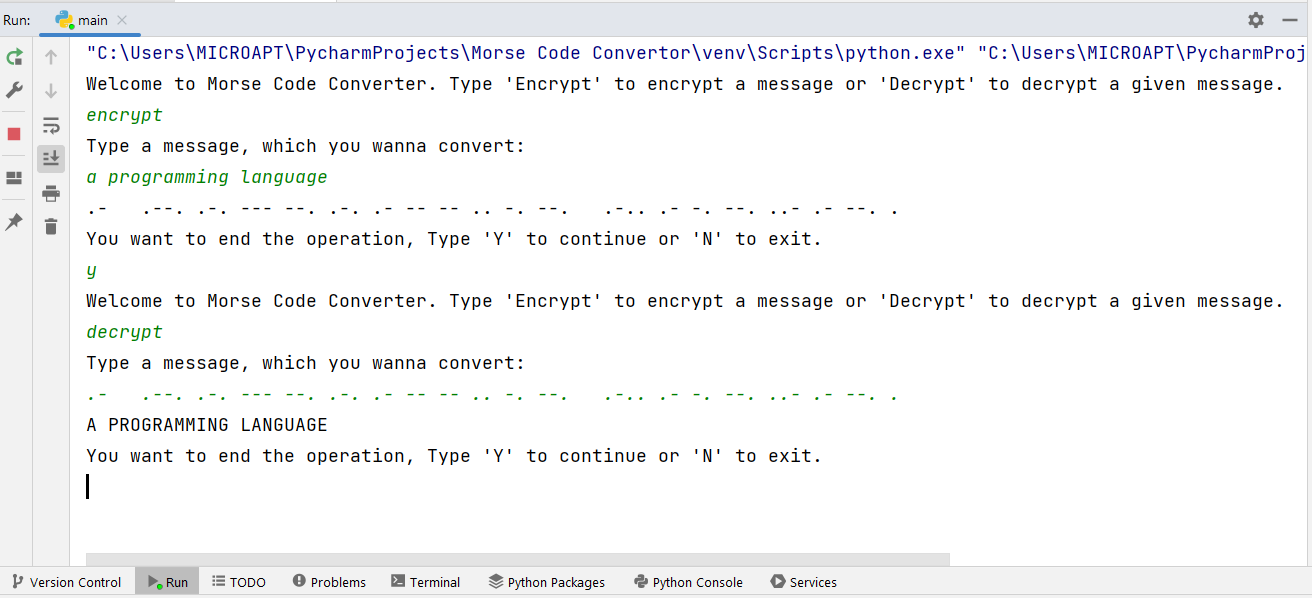 Run: main
"C:\Users\MICROAPT\PycharmProjects\Morse Code Convertor\venv\Scripts\python.exe" "C:\Users\MICROAPT\PycharmProj
Welcome to Morse Code Converter. Type 'Encrypt' to encrypt a message or 'Decrypt' to decrypt a given message.
encrypt
Type a message, which you wanna convert:
a programming language
.-   .--. .-. --- --. .-. .- -- -- .. -. --.   .-.. .- -. --. ..- .- --. .
You want to end the operation, Type 'Y' to continue or 'N' to exit.
y
Welcome to Morse Code Converter. Type 'Encrypt' to encrypt a message or 'Decrypt' to decrypt a given message.
decrypt
Type a message, which you wanna convert:
.-   .--. .-. --- --. .-. .- -- -- .. -. --.   .-.. .- -. --. ..- .- --. .
A PROGRAMMING LANGUAGE
You want to end the operation, Type 'Y' to continue or 'N' to exit.
Version Control Run TODO Problems Terminal Python Packages Python Console Services